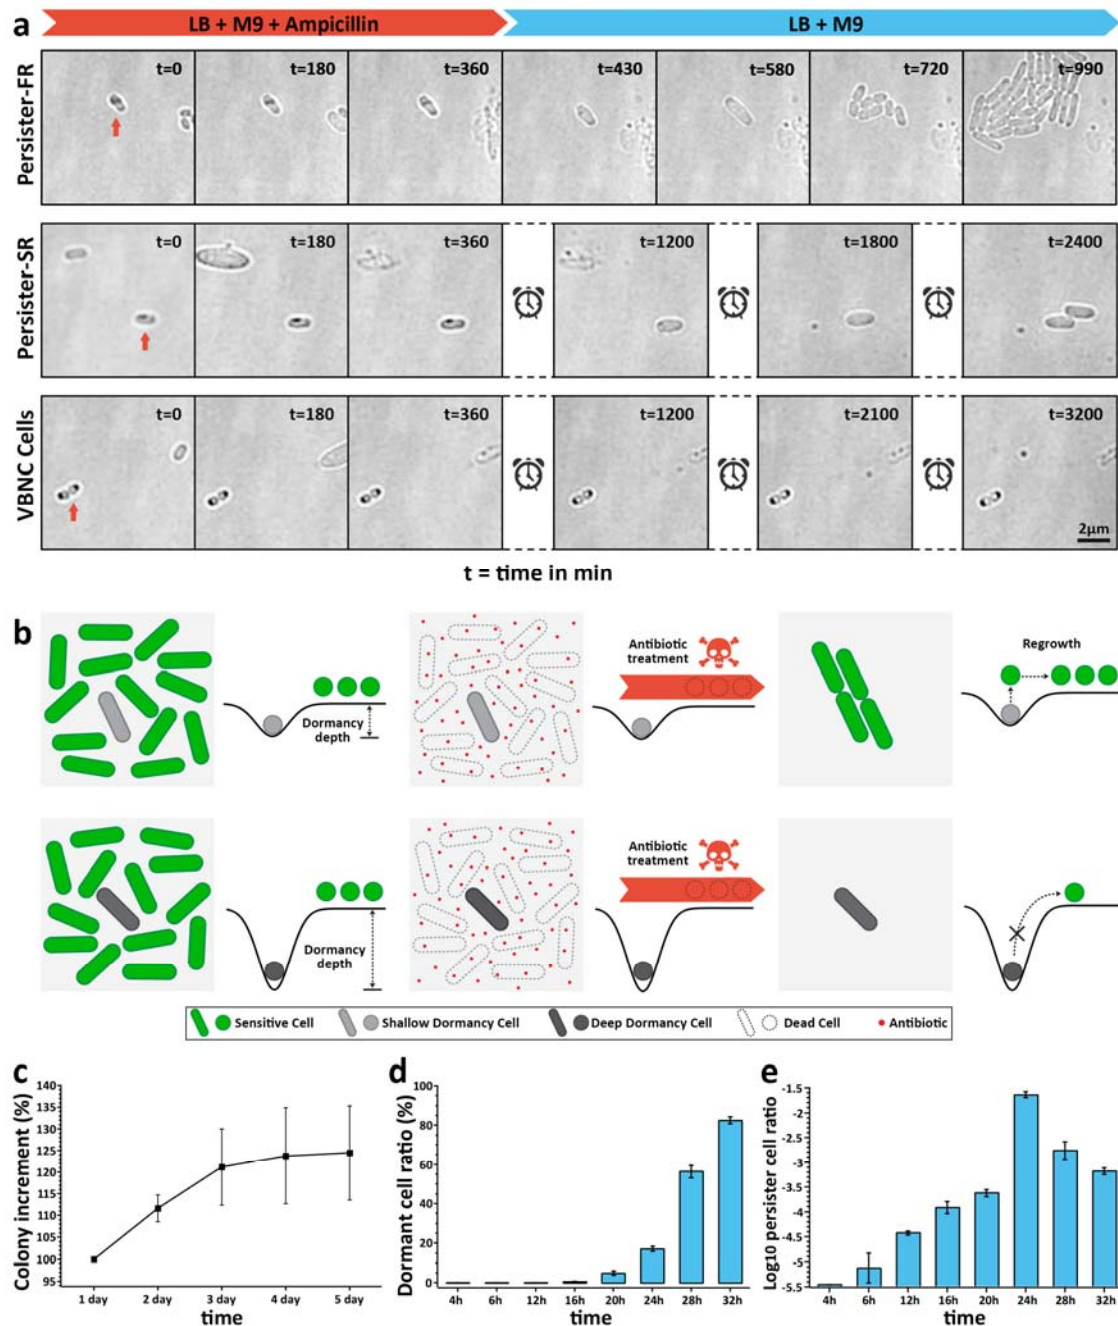 a
LB + M9 + Ampicillin
LB + M9
Persister-FR
t=0
t=180
t=360
t=430
t=580
t=720
t=990
Persister-SR
t=0
t=180
t=360
t=1200
t=1800
t=2400
VBNC Cells
t=0
t=180
t=360
t=1200
t=2100
t=3200
2μm
t = time in min
b
Dormancy
depth
Antibiotic
treatment
Regrowth
Dormancy
depth
Antibiotic
treatment
Sensitive Cell
Shallow Dormancy Cell
Deep Dormancy Cell
Dead Cell
Antibiotic
c
Colony increment (%)
140
135
130
125
120
115
110
105
100
95
1 day
2 day
3 day
4 day
5 day
time
d
Dormant cell ratio (%)
100
80
60
40
20
0
4h
6h
12h
16h
20h
24h
28h
32h
time
e
Log10 persister cell ratio
-1.5
-2
-2.5
-3
-3.5
-4
-4.5
-5
-5.5
4h
6h
12h
16h
20h
24h
28h
32h
time